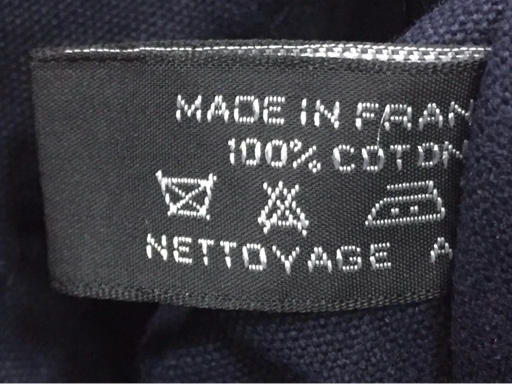 MADE IN FRAN
100% COTON
NETTOYAGE A